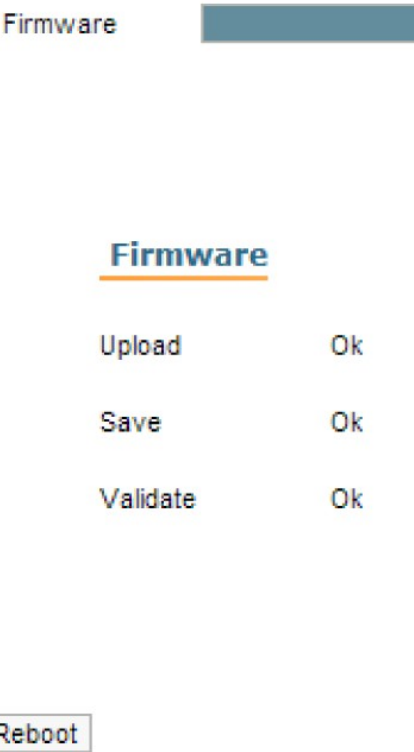 Firmware
Firmware
Upload Ok
Save Ok
Validate Ok
Reboot